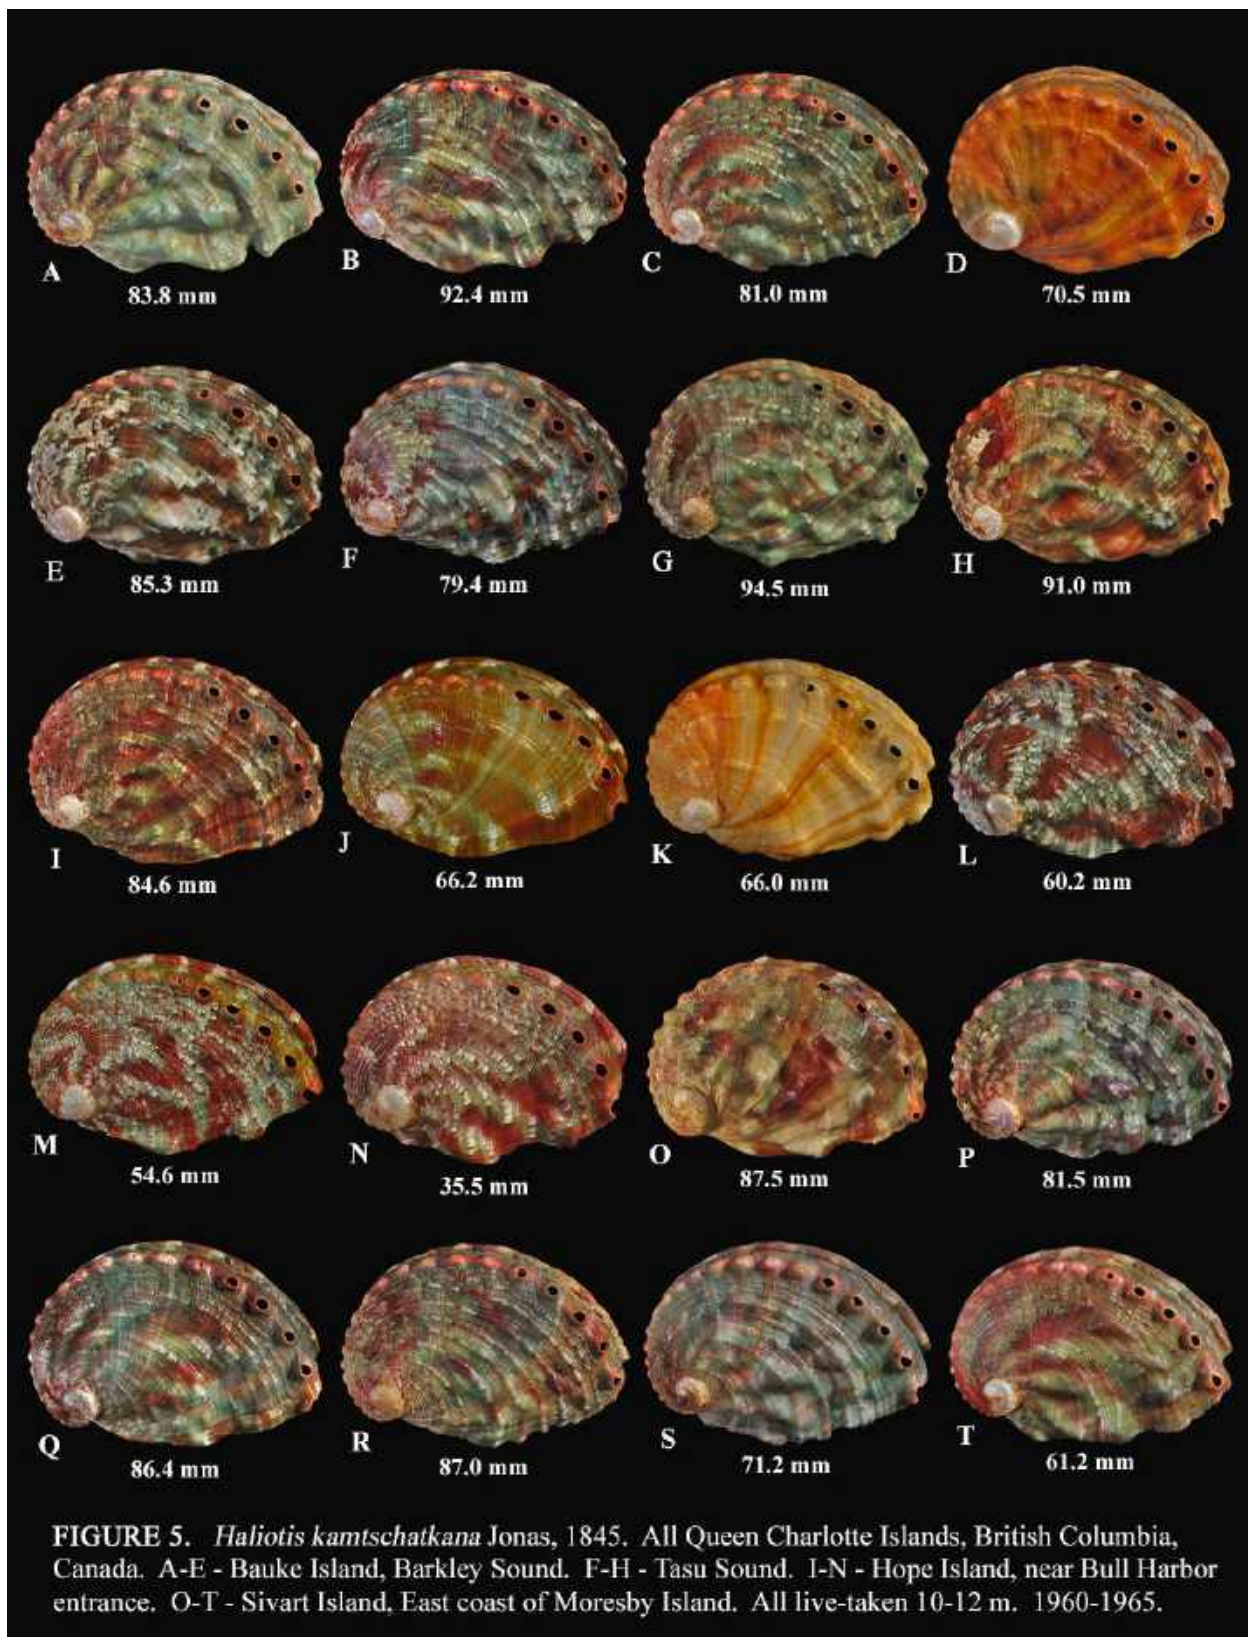 A
83.8 mm
B
92.4 mm
C
81.0 mm
D
70.5 mm
E
85.3 mm
F
79.4 mm
G
94.5 mm
H
91.0 mm
I
84.6 mm
J
66.2 mm
K
66.0 mm
L
60.2 mm
M
54.6 mm
N
35.5 mm
O
87.5 mm
P
81.5 mm
Q
86.4 mm
R
87.0 mm
S
71.2 mm
T
61.2 mm
FIGURE 5. Haliotis kamtschatkana Jonas, 1845. All Queen Charlotte Islands, British Columbia,
Canada. A-E - Bauke Island, Barkley Sound. F-H - Tasu Sound. I-N - Hope Island, near Bull Harbor
entrance. O-T - Sivart Island, East coast of Moresby Island. All live-taken 10-12 m. 1960-1965.